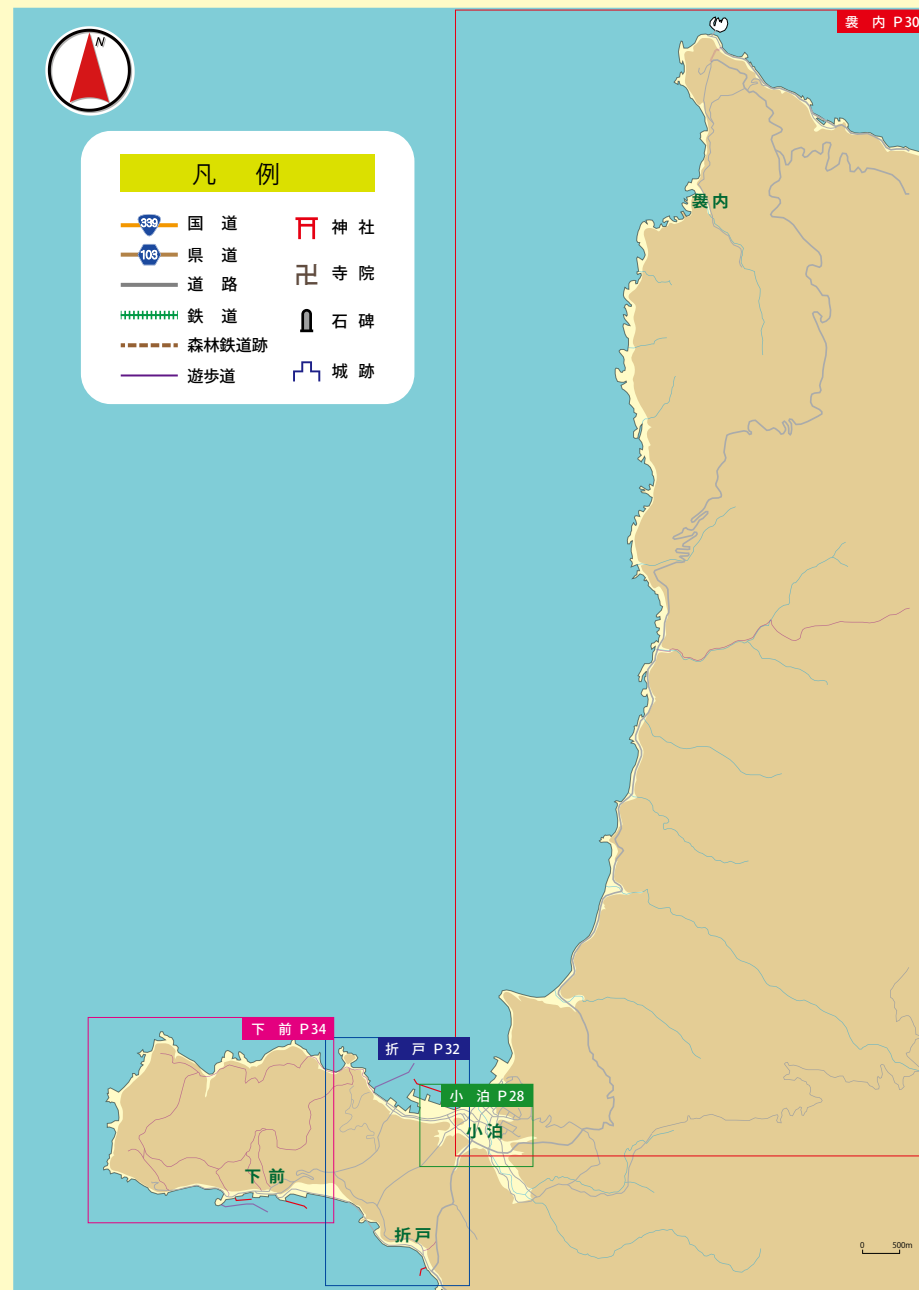 袰 内 P30
N
凡 例
339 国 道
103 県 道
道 路
鉄 道
森林鉄道跡
遊歩道
神 社
寺 院
石 碑
城 跡
袰内
下 前 P34
折 戸 P32
小 泊 P28
小泊
下前
折戸
0 500m